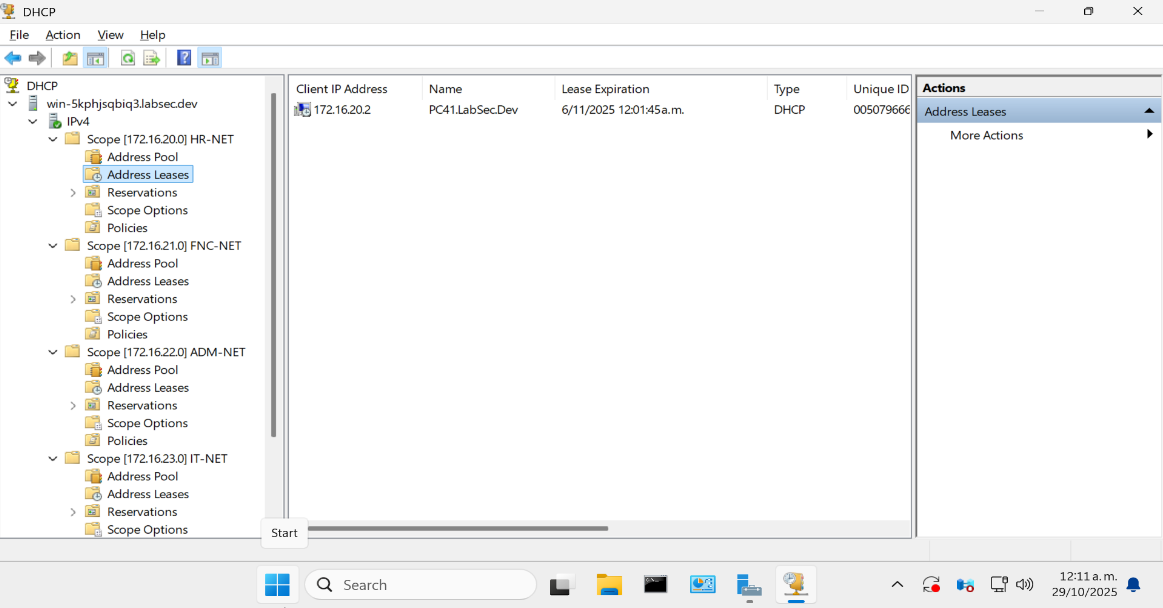 DHCP
File Action View Help
DHCP
win-5kphjsqbiq3.labsec.dev
IPv4
Scope [172.16.20.0] HR-NET
Address Pool
Address Leases
Reservations
Scope Options
Policies
Scope [172.16.21.0] FNC-NET
Address Pool
Address Leases
Reservations
Scope Options
Policies
Scope [172.16.22.0] ADM-NET
Address Pool
Address Leases
Reservations
Scope Options
Policies
Scope [172.16.23.0] IT-NET
Address Pool
Address Leases
Reservations
Scope Options
Client IP Address Name Lease Expiration Type Unique ID
172.16.20.2 PC41.LabSec.Dev 6/11/2025 12:01:45 a. m. DHCP 005079666
Actions
Address Leases
More Actions
Start
Search
12:11 a. m.
29/10/2025